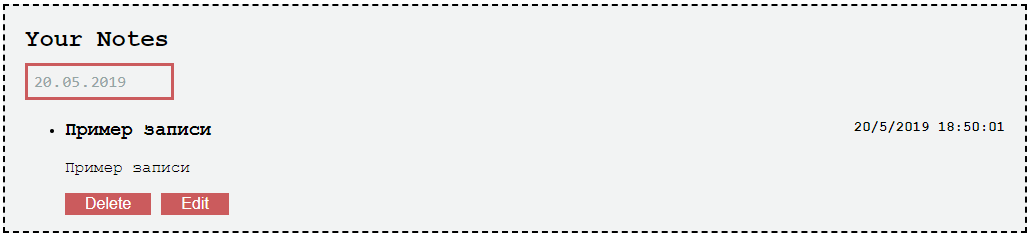 Your Notes
20.05.2019
Пример записи
20/5/2019 18:50:01
Пример записи
Delete Edit